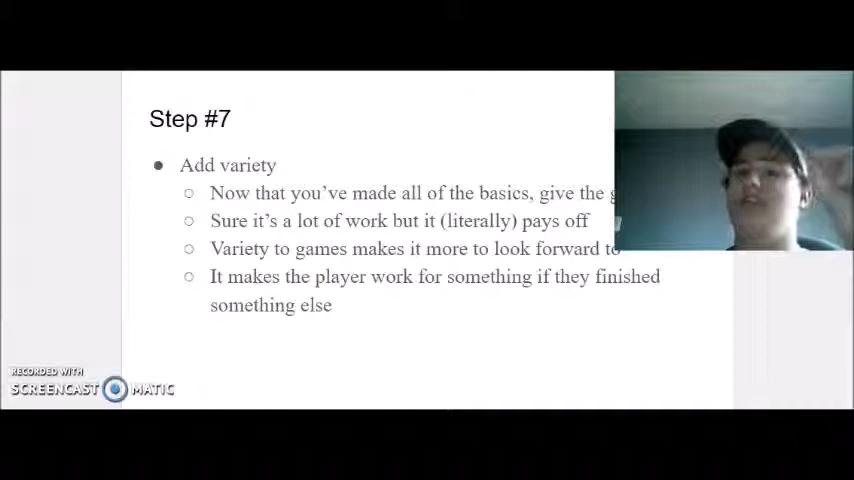 Step #7
Add variety
Now that you've made all of the basics, give the
Sure it's a lot of work but it (literally) pays off
Variety to games makes it more to look forward to
It makes the player work for something if they finished
something else
RECORDED WITH
SCREENCAST MATIC